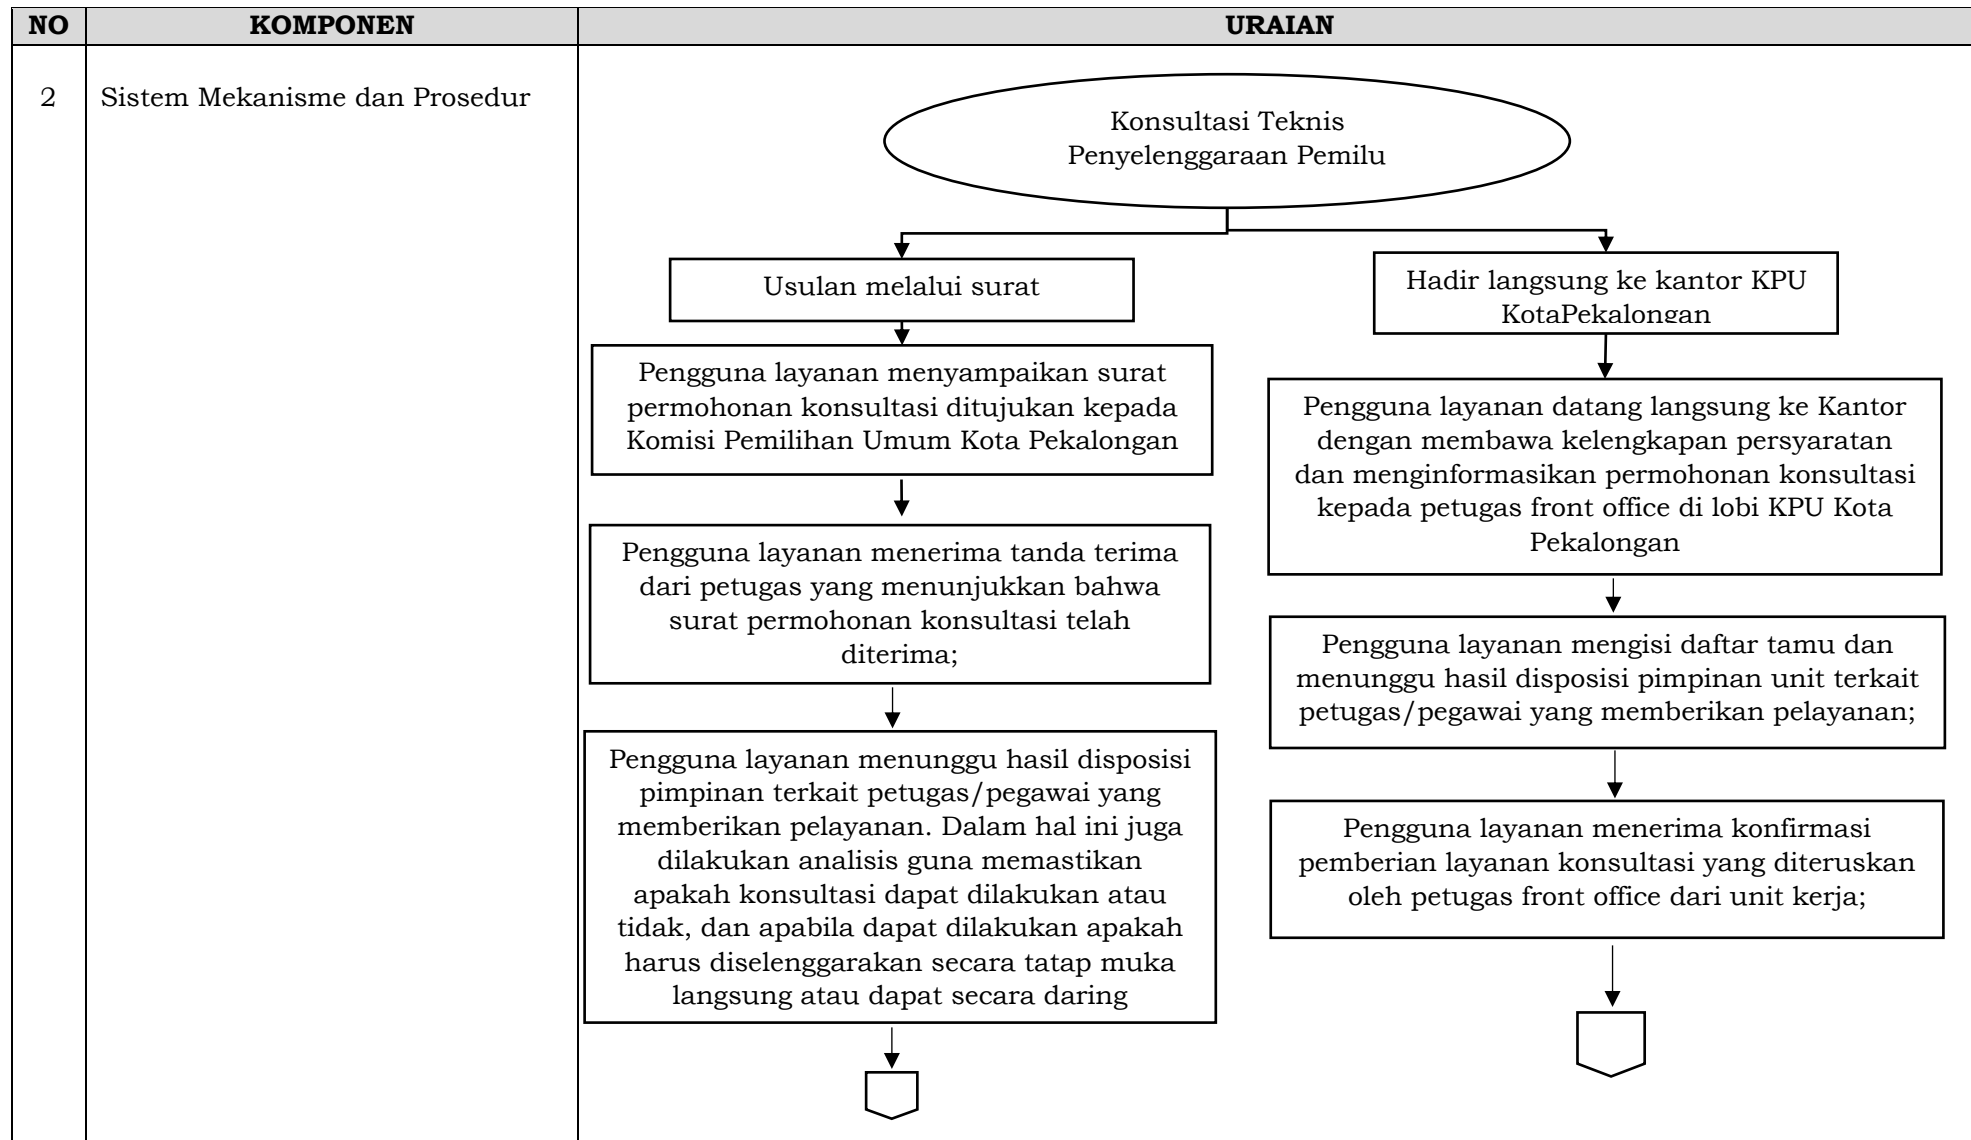 NO KOMPONEN URAIAN
2 Sistem Mekanisme dan Prosedur
Konsultasi Teknis
Penyelenggaraan Pemilu
Usulan melalui surat
Pengguna layanan menyampaikan surat
permohonan konsultasi ditujukan kepada
Komisi Pemilihan Umum Kota Pekalongan
Pengguna layanan menerima tanda terima
dari petugas yang menunjukkan bahwa
surat permohonan konsultasi telah
diterima;
Pengguna layanan menunggu hasil disposisi
pimpinan terkait petugas/pegawai yang
memberikan pelayanan. Dalam hal ini juga
dilakukan analisis guna memastikan
apakah konsultasi dapat dilakukan atau
tidak, dan apabila dapat dilakukan apakah
harus diselenggarakan secara tatap muka
langsung atau dapat secara daring
Hadir langsung ke kantor KPU
KotaPekalongan
Pengguna layanan datang langsung ke Kantor
dengan membawa kelengkapan persyaratan
dan menginformasikan permohonan konsultasi
kepada petugas front office di lobi KPU Kota
Pekalongan
Pengguna layanan mengisi daftar tamu dan
menunggu hasil disposisi pimpinan unit terkait
petugas/pegawai yang memberikan pelayanan;
Pengguna layanan menerima konfirmasi
pemberian layanan konsultasi yang diteruskan
oleh petugas front office dari unit kerja;